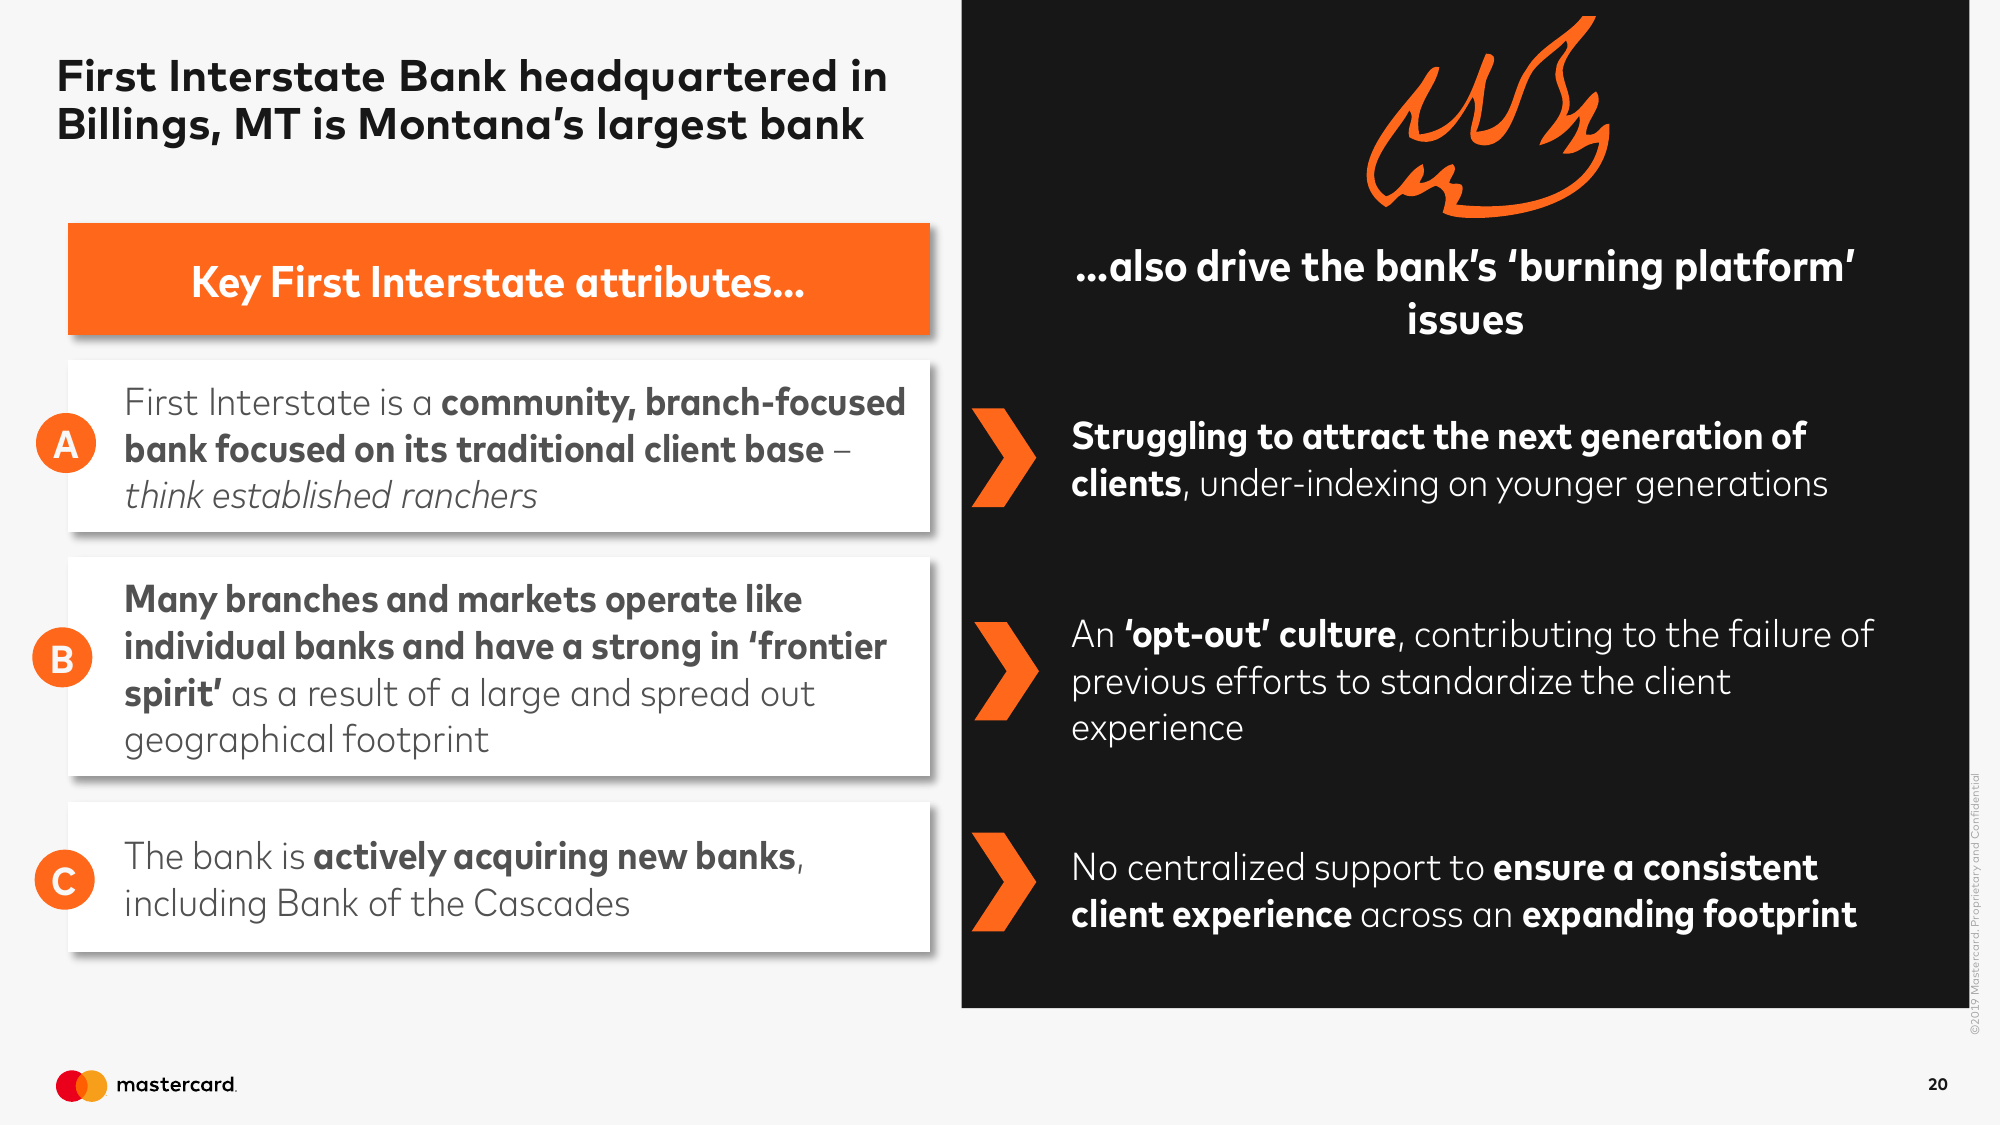 First Interstate Bank headquartered in
Billings, MT is Montana’s largest bank
Key First Interstate attributes...
A
First Interstate is a community, branch-focused
bank focused on its traditional client base –
think established ranchers
B
Many branches and markets operate like
individual banks and have a strong in ‘frontier
spirit’ as a result of a large and spread out
geographical footprint
C
The bank is actively acquiring new banks,
including Bank of the Cascades
...also drive the bank’s ‘burning platform’
issues
Struggling to attract the next generation of
clients, under-indexing on younger generations
An ‘opt-out’ culture, contributing to the failure of
previous efforts to standardize the client
experience
No centralized support to ensure a consistent
client experience across an expanding footprint
©2019 Mastercard. Proprietary and Confidential
mastercard.
20